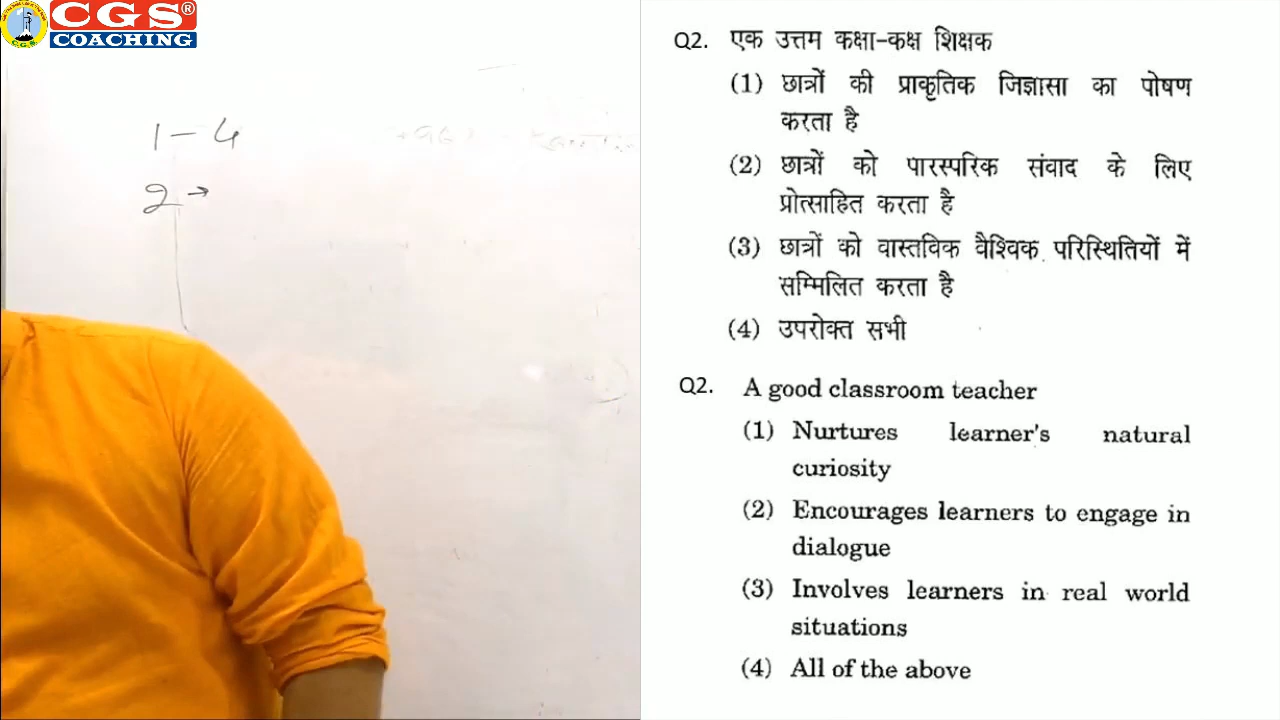 CGS®
COACHING
C.G.S.
1 – 4
2 →
Q2. एक उत्तम कक्षा-कक्ष शिक्षक
(1) छात्रों की प्राकृतिक जिज्ञासा का पोषण
करता है
(2) छात्रों को पारस्परिक संवाद के लिए
प्रोत्साहित करता है
(3) छात्रों को वास्तविक वैश्विक परिस्थितियों में
सम्मिलित करता है
(4) उपरोक्त सभी
Q2. A good classroom teacher
(1) Nurtures learner's natural
curiosity
(2) Encourages learners to engage in
dialogue
(3) Involves learners in real world
situations
(4) All of the above